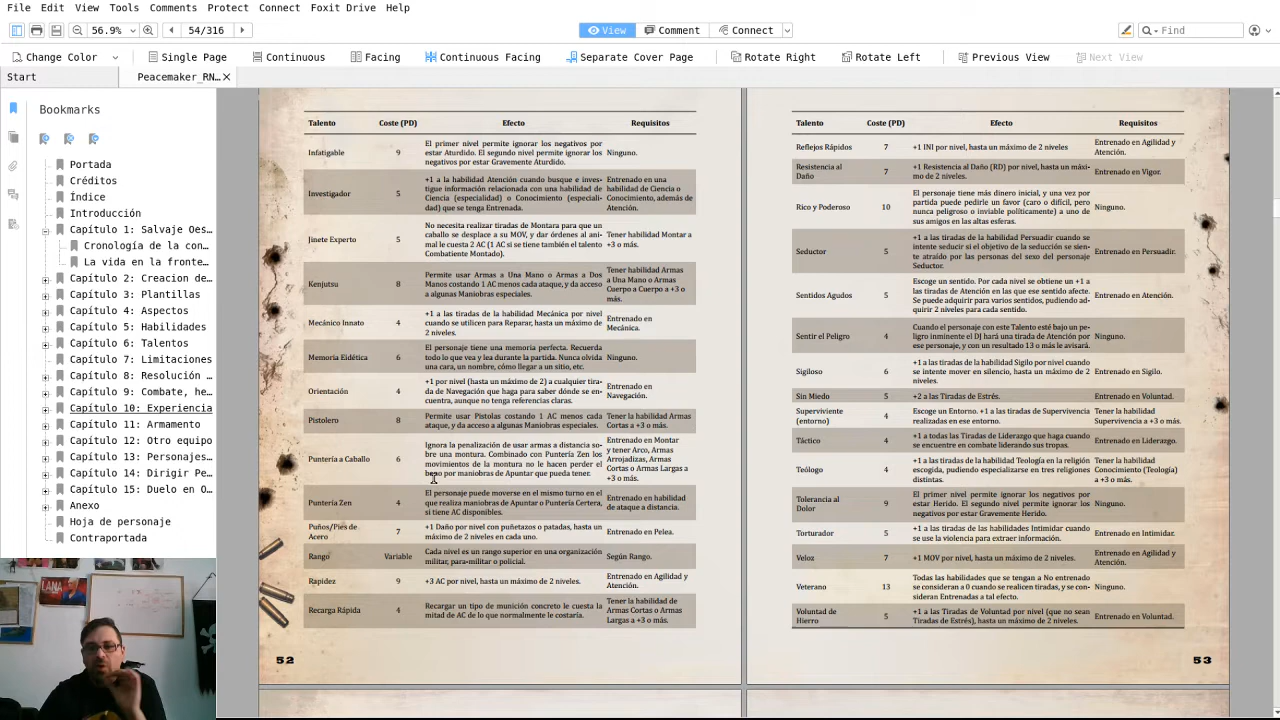 File Edit View Tools Comments Protect Connect Foxit Drive Help
56.9% 54/316 View Comment Connect Find
Change Color Single Page Continuous Facing Continuous Facing Separate Cover Page Rotate Right Rotate Left Previous View Next View
Start Peacemaker_RN...
Bookmarks
Portada
Créditos
Índice
Introducción
Capítulo 1: Salvaje Oes...
Cronología de la con...
La vida en la fronte...
Capítulo 2: Creacion de...
Capítulo 3: Plantillas
Capítulo 4: Aspectos
Capítulo 5: Habilidades
Capítulo 6: Talentos
Capítulo 7: Limitaciones
Capítulo 8: Resolución ...
Capítulo 9: Combate, he...
Capítulo 10: Experiencia
Capítulo 11: Armamento
Capítulo 12: Otro equipo
Capítulo 13: Personajes...
Capítulo 14: Dirigir Pe...
Capítulo 15: Duelo en O...
Anexo
Hoja de personaje
Contraportada
Talento Coste (PD) Efecto Requisitos
Infatigable 9 El primer nivel permite ignorar los negativos por
estar Aturdido. El segundo nivel permite ignorar los
negativos por estar Gravemente Aturdido. Ninguno.
Investigador 5 +1 a la habilidad Atención cuando busque e inves-
tigue información relacionada con una habilidad de
Ciencia (especialidad) o Conocimiento (especiali-
dad) que se tenga Entrenada. Entrenado en una
habilidad de Ciencia o
Conocimiento, además de
Atención.
Jinete Experto 5 No necesita realizar tiradas de Montara para que un
caballo se desplace a su MOV, y dar órdenes al ani-
mal le cuesta 2 AC (1 AC si se tiene también el talento
Combatiente Montado). Tener habilidad Montar a
+3 o más.
Kenjutsu 8 Permite usar Armas a Una Mano o Armas a Dos
Manos costando 1 AC menos cada ataque, y da acceso
a algunas Maniobras especiales. Tener habilidad Armas
a Una Mano o Armas
Cuerpo a Cuerpo a +3 o
más.
Mecánico Innato 4 +1 a las tiradas de la habilidad Mecánica por nivel
cuando se utilicen para Reparar, hasta un máximo de
2 niveles. Entrenado en
Mecánica.
Memoria Eidética 6 El personaje tiene una memoria perfecta. Recuerda
todo lo que vea y lea durante la partida. Nunca olvida
una cara, un nombre, cómo llegar a un sitio, etc. Ninguno.
Orientación 4 +1 por nivel (hasta un máximo de 2) a cualquier tira-
da de Navegación que haga para saber dónde se en-
cuentra, aunque no tenga referencias claras. Entrenado en
Navegación.
Pistolero 8 Permite usar Pistolas costando 1 AC menos cada
ataque, y da acceso a algunas Maniobras especiales. Tener la habilidad Armas
Cortas a +3 o más.
Puntería a Caballo 6 Ignora la penalización de usar armas a distancia so-
bre una montura. Combinado con Puntería Zen los
movimientos de la montura no le hacen perder el
bono por maniobras de Apuntar que pueda tener. Entrenado en Montar
y tener Arco, Armas
Arrojadizas, Armas
Cortas o Armas Largas a
+3 o más.
Puntería Zen 4 El personaje puede moverse en el mismo turno en el
que realiza maniobras de Apuntar o Puntería Certera,
si tiene AC disponibles. Entrenado en habilidad
de ataque a distancia.
Puños/Pies de
Acero 7 +1 Daño por nivel con puñetazos o patadas, hasta un
máximo de 2 niveles en cada uno. Entrenado en Pelea.
Rango Variable Cada nivel es un rango superior en una organización
militar, para-militar o policial. Según Rango.
Rapidez 9 +3 AC por nivel, hasta un máximo de 2 niveles. Entrenado en Agilidad y
Atención.
Recarga Rápida 4 Recargar un tipo de munición concreto le cuesta la
mitad de AC de lo que normalmente le costaría. Tener la habilidad de
Armas Cortas o Armas
Largas a +3 o más.
52
Talento Coste (PD) Efecto Requisitos
Reflejos Rápidos 7 +1 INI por nivel, hasta un máximo de 2 niveles Entrenado en Agilidad y
Atención.
Resistencia al
Daño 7 +1 Resistencia al Daño (RD) por nivel, hasta un máxi-
mo de 2 niveles. Entrenado en Vigor.
Rico y Poderoso 10 El personaje tiene más dinero inicial, y una vez por
partida puede pedirle un favor (caro o difícil, pero
nunca peligroso o inviable políticamente) a uno de
sus amigos en las altas esferas. Ninguno.
Seductor 5 +1 a las tiradas de la habilidad Persuadir cuando se
intente seducir si el objetivo de la seducción se sien-
te atraído por las personas del sexo del personaje
Seductor. Entrenado en Persuadir.
Sentidos Agudos 5 Escoge un sentido. Por cada nivel se obtiene un +1 a
las tiradas de Atención en las que ese sentido afecte.
Se puede adquirir para varios sentidos, pudiendo ad-
quirir 2 niveles para cada sentido. Entrenado en Atención.
Sentir el Peligro 4 Cuando el personaje con este Talento esté bajo un pe-
ligro inminente el DJ hará una tirada de Atención por
ese personaje, y con un resultado 13 o más le avisará. Ninguno.
Sigiloso 6 +1 a las tiradas de la habilidad Sigilo por nivel cuando
se intente mover en silencio, hasta un máximo de 2
niveles. Entrenado en Sigilo.
Sin Miedo 5 +2 a las Tiradas de Estrés. Entrenado en Voluntad.
Superviviente
(entorno) 4 Escoge un Entorno. +1 a las tiradas de Supervivencia
realizadas en ese entorno. Tener la habilidad
Supervivencia a +3 o más.
Táctico 4 +1 a todas las Tiradas de Liderazgo que haga cuando
se encuentre en combate liderando sus tropas. Entrenado en Liderazgo.
Teólogo 4 +1 a las tiradas de la habilidad Teología en la religión
escogida, pudiendo especializarse en tres religiones
distintas. Tener la habilidad
Conocimiento (Teología)
a +3 o más.
Tolerancia al
Dolor 9 El primer nivel permite ignorar los negativos por
estar Herido. El segundo nivel permite ignorar los
negativos por estar Gravemente Herido. Ninguno.
Torturador 5 +1 a las tiradas de las habilidades Intimidar cuando
se use la violencia para extraer información. Entrenado en Intimidar.
Veloz 7 +1 MOV por nivel, hasta un máximo de 2 niveles. Entrenado en Agilidad y
Atención.
Veterano 13 Todas las habilidades que se tengan a No entrenado
se consideran a 0 cuando se realicen tiradas, y se con-
sideran Entrenadas a tal efecto. Ninguno.
Voluntad de
Hierro 5 +1 a las Tiradas de Voluntad por nivel (que no sean
Tiradas de Estrés), hasta un máximo de 2 niveles. Entrenado en Voluntad.
53